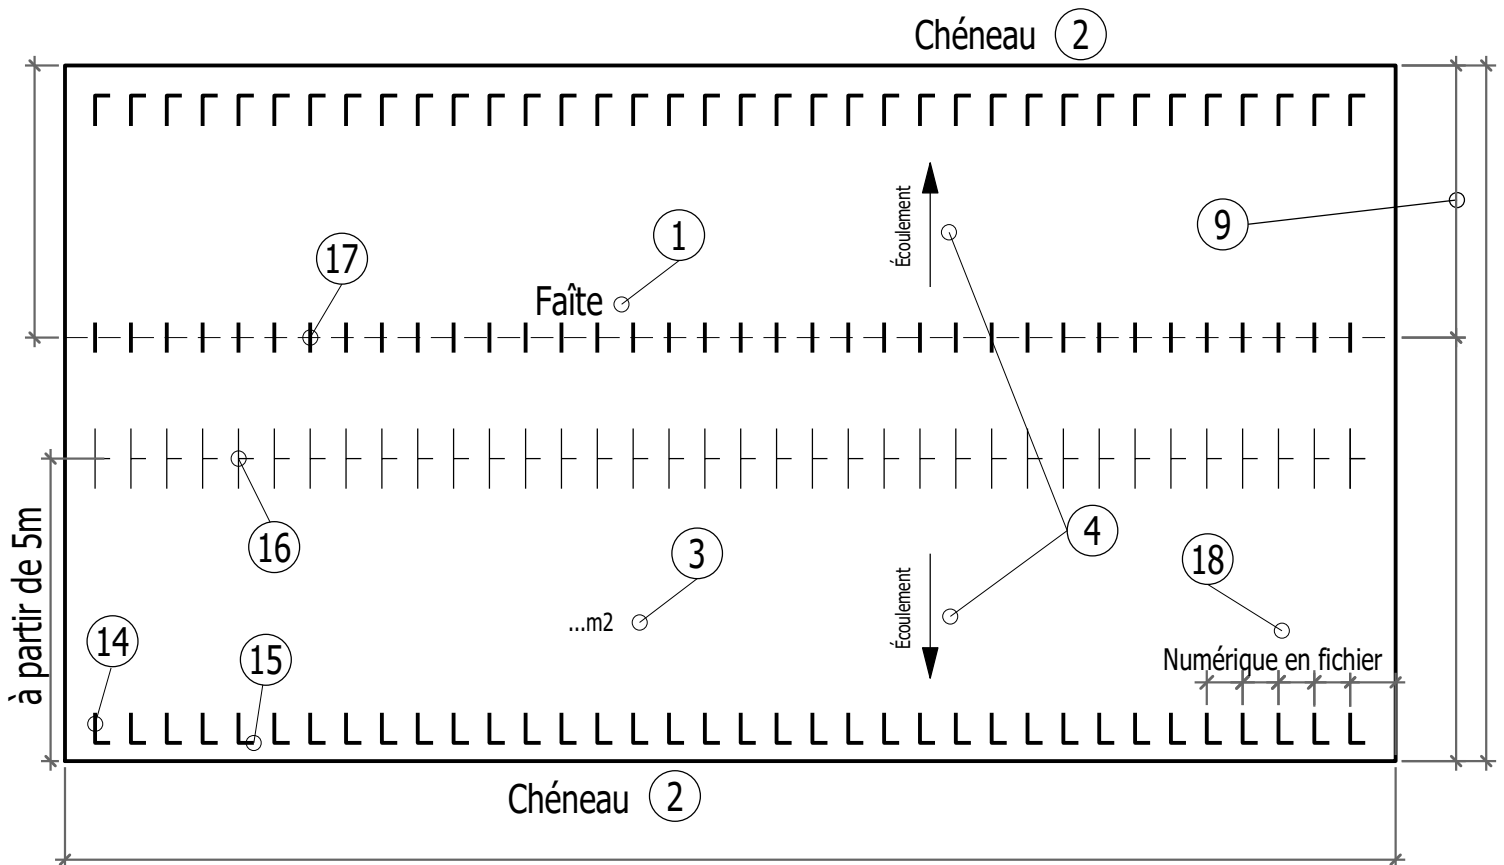 Chéneau 2
Écoulement
9
1
17
Faîte
à partir de 5m
16
3
4
18
...m2
Écoulement
14
15
Numérique en fichier
Chéneau 2